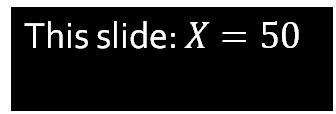 This slide: X = 50